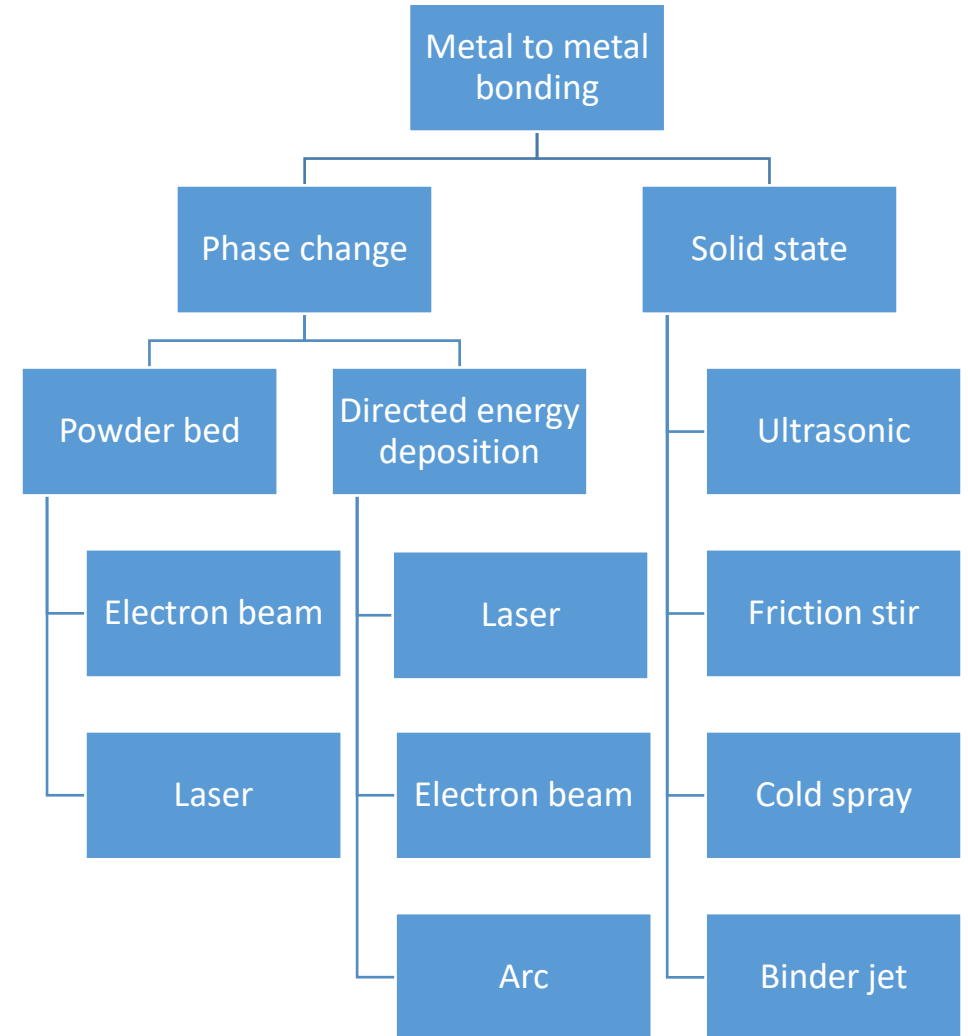 Metal to metal
bonding
Phase change
Solid state
Powder bed
Directed energy
deposition
Ultrasonic
Electron beam
Laser
Friction stir
Laser
Electron beam
Cold spray
Arc
Binder jet